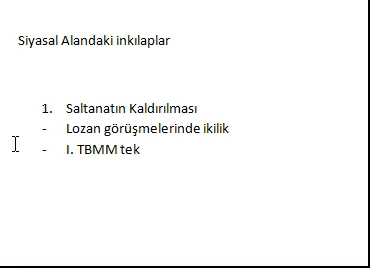 Siyasal Alandaki inkılaplar
1. Saltanatın Kaldırılması
- Lozan görüşmelerinde ikilik
- I. TBMM tek